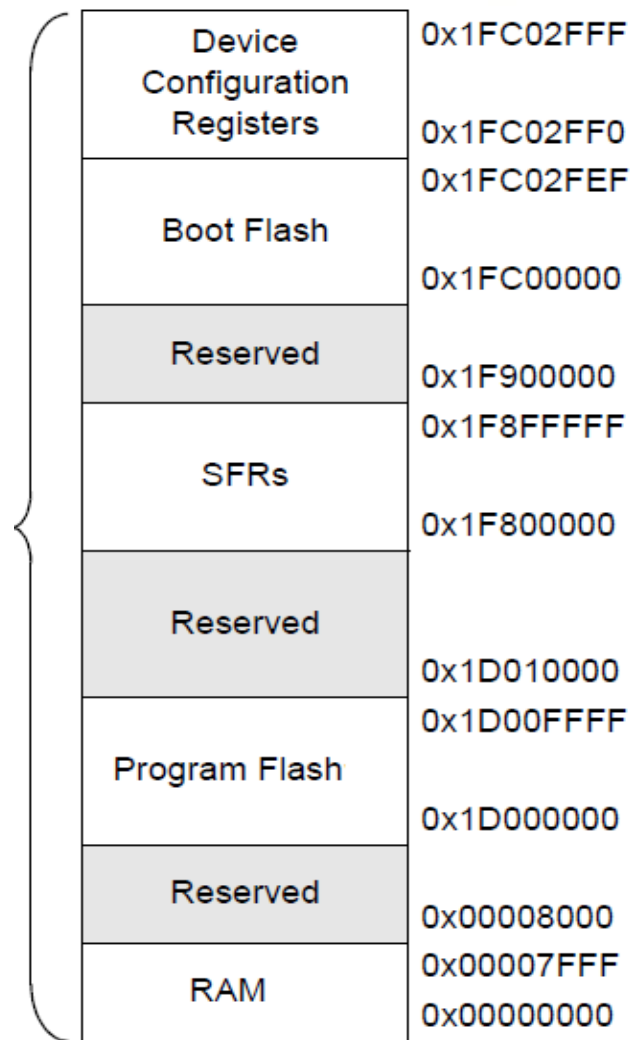 Device
Configuration
Registers
0x1FC02FFF
0x1FC02FF0
0x1FC02FEF
Boot Flash
0x1FC00000
Reserved
0x1F900000
0x1F8FFFFF
SFRs
0x1F800000
Reserved
0x1D010000
0x1D00FFFF
Program Flash
0x1D000000
Reserved
0x00008000
0x00007FFF
RAM
0x00000000